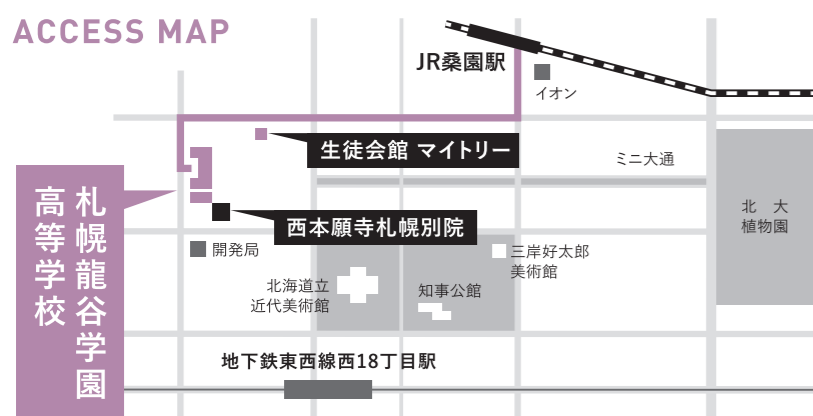 ACCESS MAP
JR桑園駅
イオン
生徒会館 マイトリー
ミニ大通
札幌龍谷学園
高等学校
西本願寺札幌別院
北 大
植物園
開発局
三岸好太郎
美術館
北海道立
近代美術館
知事公館
地下鉄東西線西18丁目駅